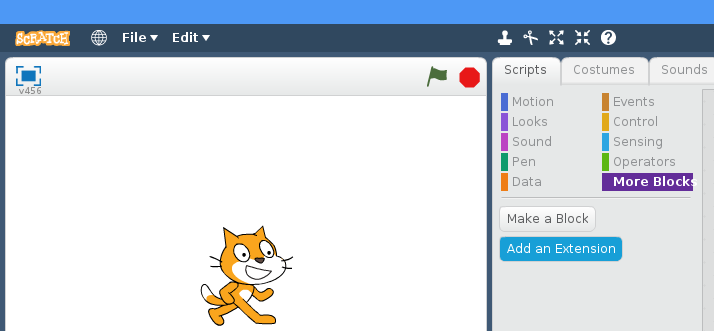 SCRATCH File Edit
v456
Scripts Costumes Sounds
Motion Events
Looks Control
Sound Sensing
Pen Operators
Data More Blocks
Make a Block
Add an Extension